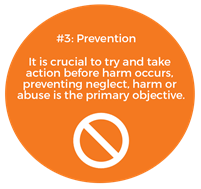 #3: Prevention
It is crucial to try and take
action before harm occurs,
preventing neglect, harm or
abuse is the primary objective.